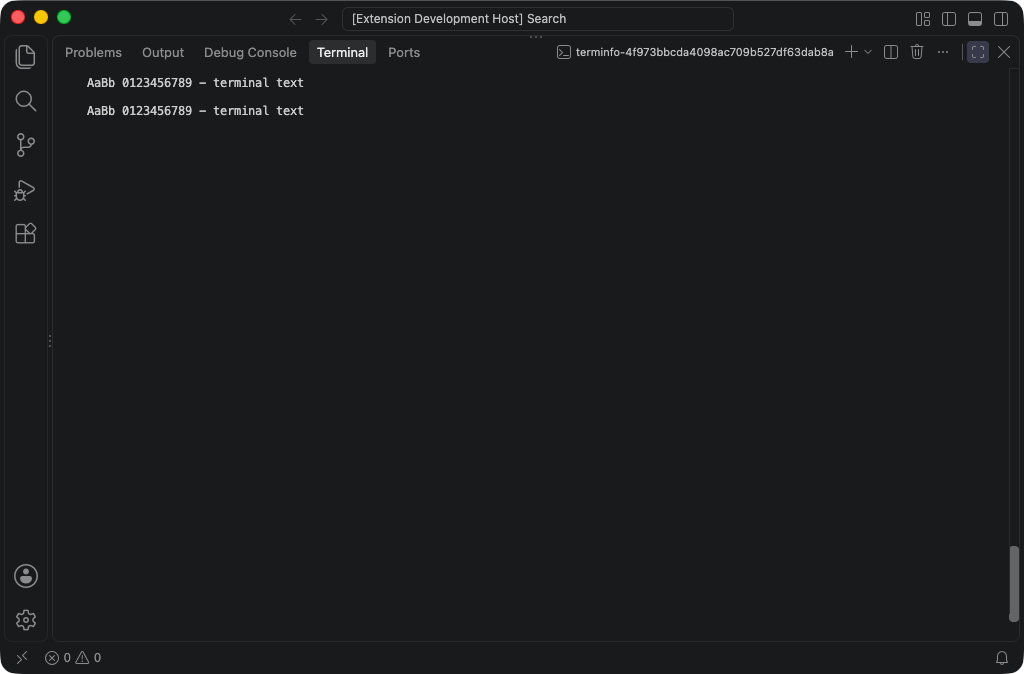 [Extension Development Host] Search
Problems Output Debug Console Terminal Ports terminfo-4f973bbcda4098ac709b527df63dab8a
AaBb 0123456789 — terminal text
AaBb 0123456789 — terminal text
0 0